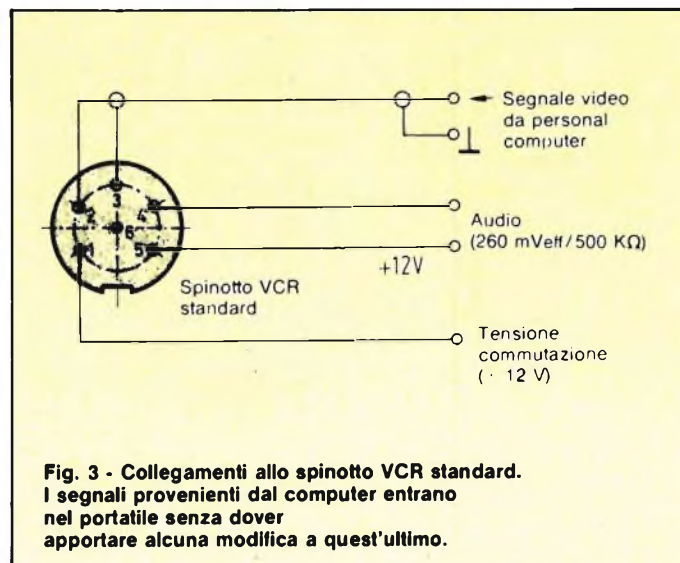 Segnale video
da personal
computer
3
2
4
6
1
5
Audio
(260 mVeff/500 KΩ)
+12V
Spinotto VCR
standard
Tensione
commutazione
( · 12 V)
Fig. 3 - Collegamenti allo spinotto VCR standard.
I segnali provenienti dal computer entrano
nel portatile senza dover
apportare alcuna modifica a quest'ultimo.